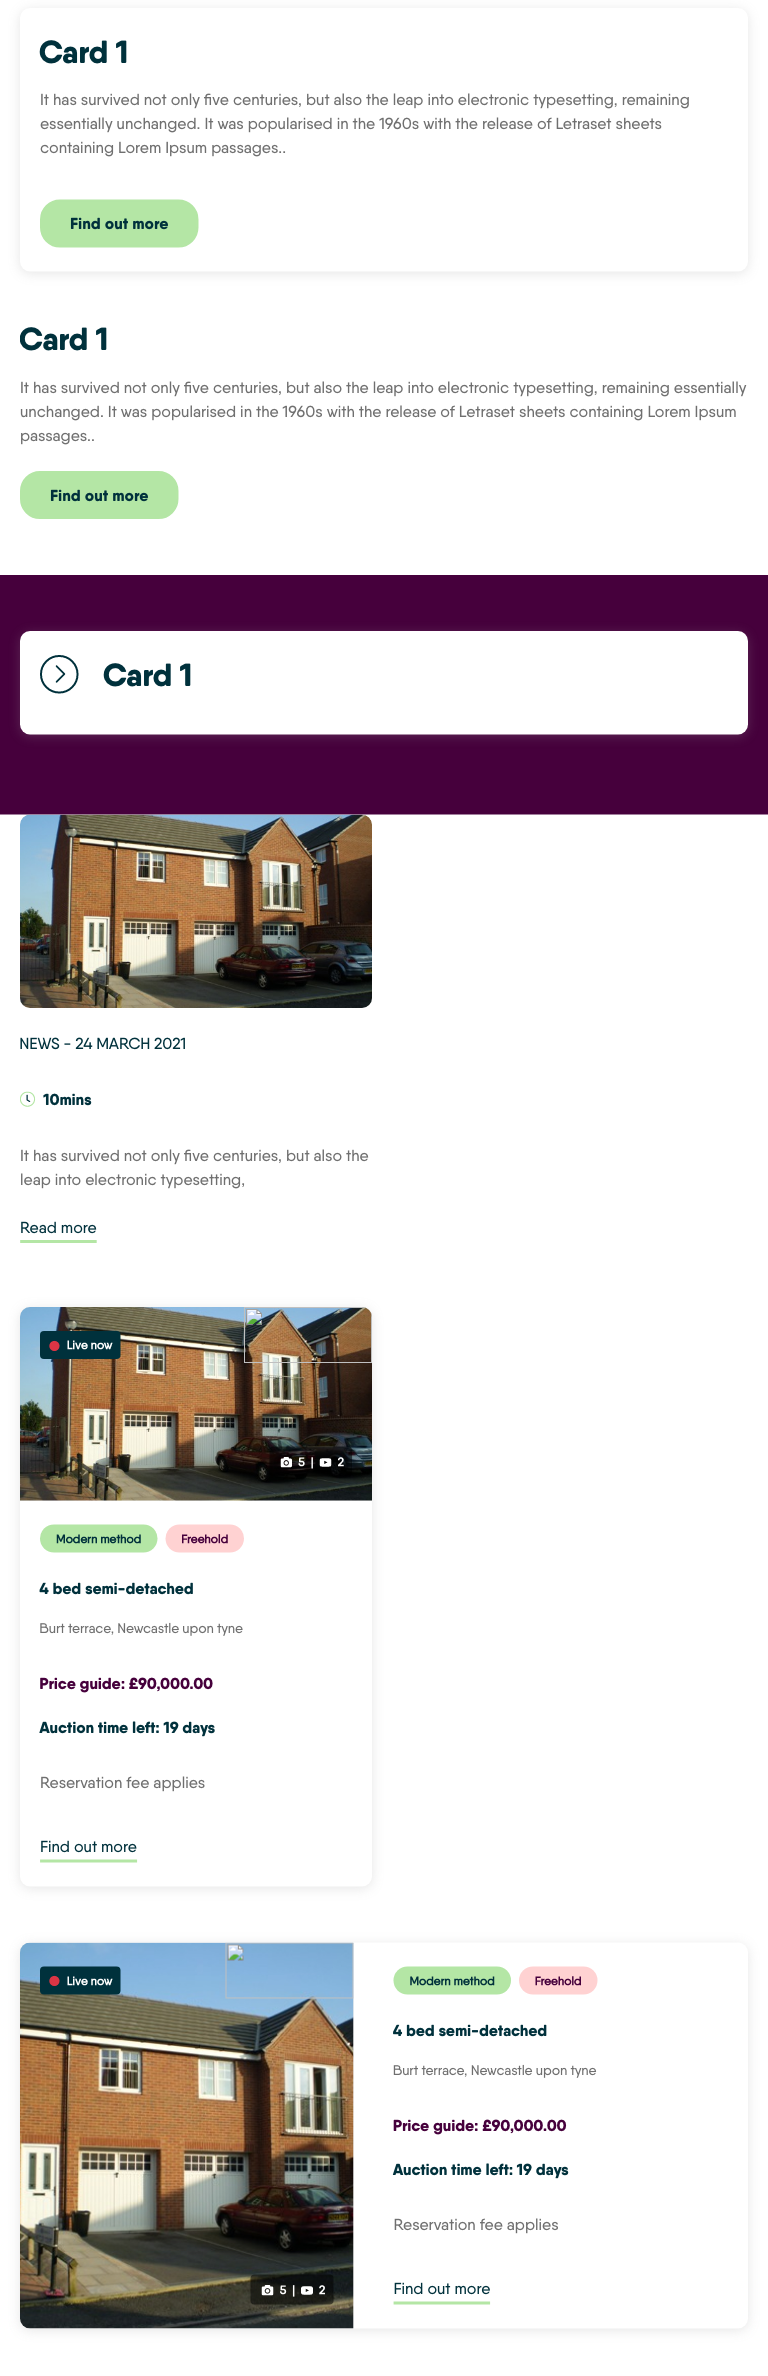 Card 1
It has survived not only five centuries, but also the leap into electronic typesetting, remaining
essentially unchanged. It was popularised in the 1960s with the release of Letraset sheets
containing Lorem Ipsum passages..
Find out more
Card 1
It has survived not only five centuries, but also the leap into electronic typesetting, remaining essentially
unchanged. It was popularised in the 1960s with the release of Letraset sheets containing Lorem Ipsum
passages..
Find out more
Card 1
NEWS - 24 MARCH 2021
10mins
It has survived not only five centuries, but also the
leap into electronic typesetting,
Read more
Live now
5 | 2
Modern method
Freehold
4 bed semi-detached
Burt terrace, Newcastle upon tyne
Price guide: £90,000.00
Auction time left: 19 days
Reservation fee applies
Find out more
Live now
5 | 2
Modern method
Freehold
4 bed semi-detached
Burt terrace, Newcastle upon tyne
Price guide: £90,000.00
Auction time left: 19 days
Reservation fee applies
Find out more